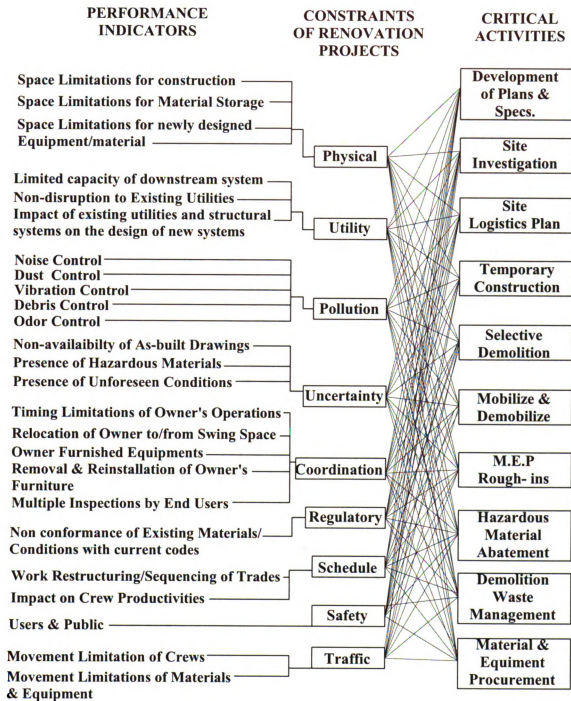 PERFORMANCE
INDICATORS
CONSTRAINTS
OF RENOVATION
PROJECTS
CRITICAL
ACTIVITIES
Space Limitations for construction
Space Limitations for Material Storage
Space Limitations for newly designed
Equipment/material
Limited capacity of downstream system
Non-disruption to Existing Utilities
Impact of existing utilities and structural
systems on the design of new systems
Noise Control
Dust Control
Vibration Control
Debris Control
Odor Control
Non-availaibilty of As-built Drawings
Presence of Hazardous Materials
Presence of Unforeseen Conditions
Timing Limitations of Owner's Operations
Relocation of Owner to/from Swing Space
Owner Furnished Equipments
Removal & Reinstallation of Owner's
Furniture
Multiple Inspections by End Users
Non conformance of Existing Materials/
Conditions with current codes
Work Restructuring/Sequencing of Trades
Impact on Crew Productivities
Users & Public
Movement Limitation of Crews
Movement Limitations of Materials
& Equipment
Physical
Utility
Pollution
Uncertainty
Coordination
Regulatory
Schedule
Safety
Traffic
Development
of Plans &
Specs.
Site
Investigation
Site
Logistics Plan
Temporary
Construction
Selective
Demolition
Mobilize &
Demobilize
M.E.P
Rough- ins
Hazardous
Material
Abatement
Demolition
Waste
Management
Material &
Equiment
Procurement